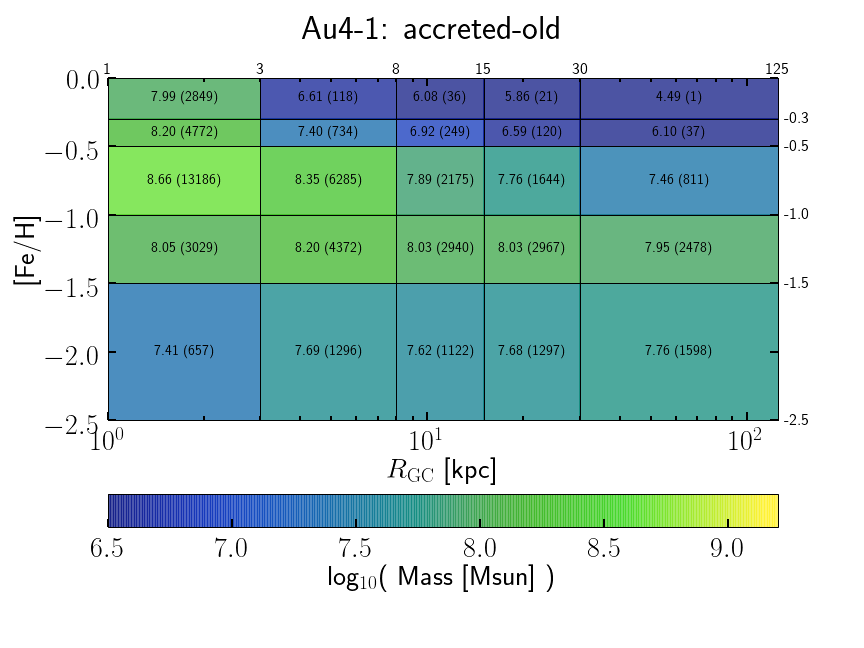 Au4-1: accreted-old
1 3 8 15 30 125
0.0 7.99 (2849) 6.61 (118) 6.08 (36) 5.86 (21) 4.49 (1)
-0.3
8.20 (4772) 7.40 (734) 6.92 (249) 6.59 (120) 6.10 (37)
−0.5 -0.5
8.66 (13186) 8.35 (6285) 7.89 (2175) 7.76 (1644) 7.46 (811)
−1.0 -1.0
[Fe/H]
8.05 (3029) 8.20 (4372) 8.03 (2940) 8.03 (2967) 7.95 (2478)
−1.5 -1.5
7.41 (657) 7.69 (1296) 7.62 (1122) 7.68 (1297) 7.76 (1598)
−2.0
−2.5 -2.5
10⁰ 10¹ 10²
R_GC [kpc]
6.5 7.0 7.5 8.0 8.5 9.0
log₁₀( Mass [Msun] )